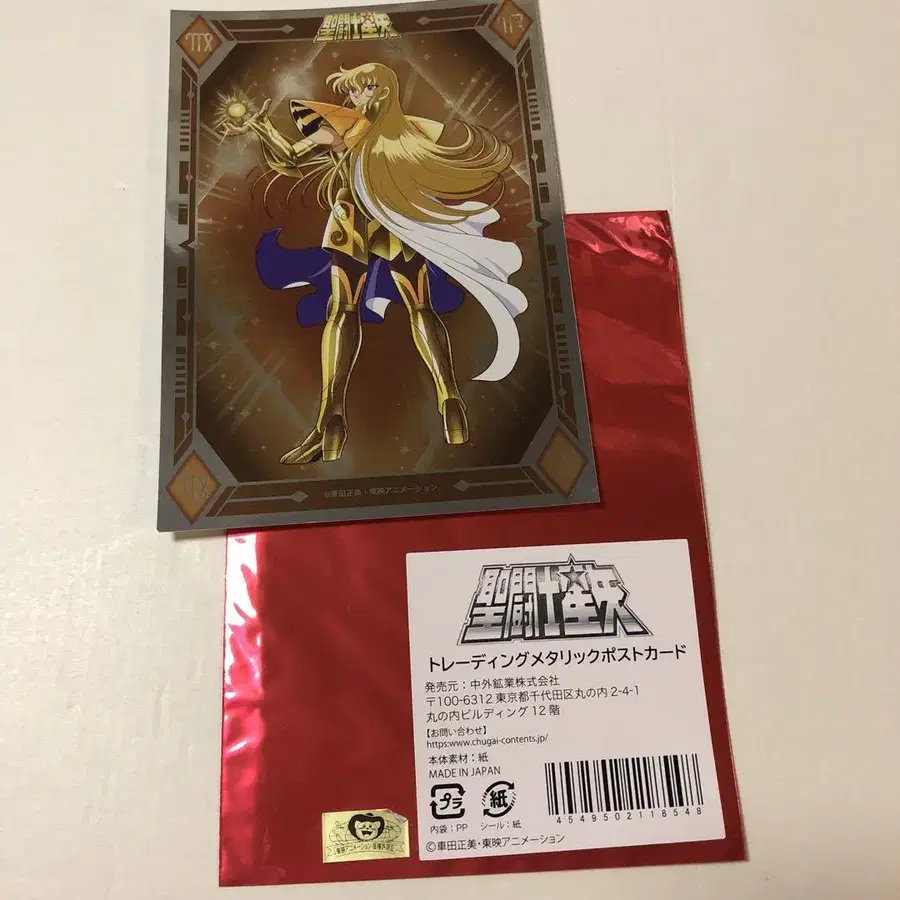 聖闘士星矢
©車田正美・東映アニメーション
聖闘士星矢
トレーディングメタリックポストカード
発売元：中外鉱業株式会社
〒100-6312 東京都千代田区丸の内 2-4-1
丸の内ビルディング 12 階
【お問い合わせ】
https:www.chugai-contents.jp/
本体素材：紙
MADE IN JAPAN
プラ
紙
内袋：PP シール：紙
4549502118548
©車田正美・東映アニメーション